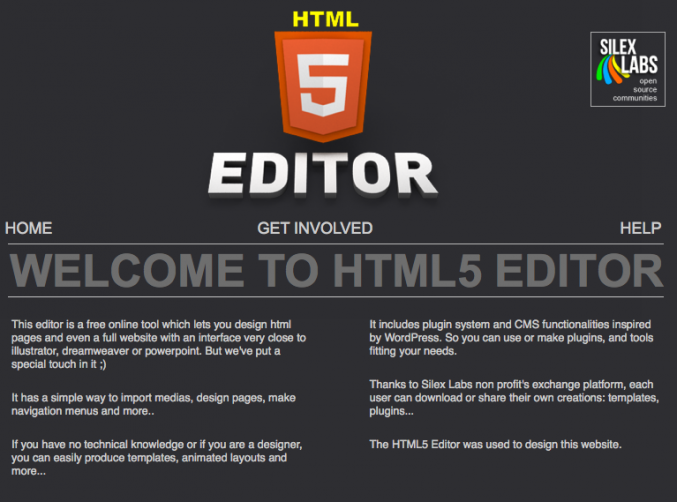 HTML
5
EDITOR
SILEX
LABS
open
source
communities
HOME
GET INVOLVED
HELP
WELCOME TO HTML5 EDITOR
This editor is a free online tool which lets you design html
pages and even a full website with an interface very close to
illustrator, dreamweaver or powerpoint. But we've put a
special touch in it ;)
It has a simple way to import medias, design pages, make
navigation menus and more..
If you have no technical knowledge or if you are a designer,
you can easily produce templates, animated layouts and
more...
It includes plugin system and CMS functionalities inspired
by WordPress. So you can use or make plugins, and tools
fitting your needs.
Thanks to Silex Labs non profit's exchange platform, each
user can download or share their own creations: templates,
plugins...
The HTML5 Editor was used to design this website.